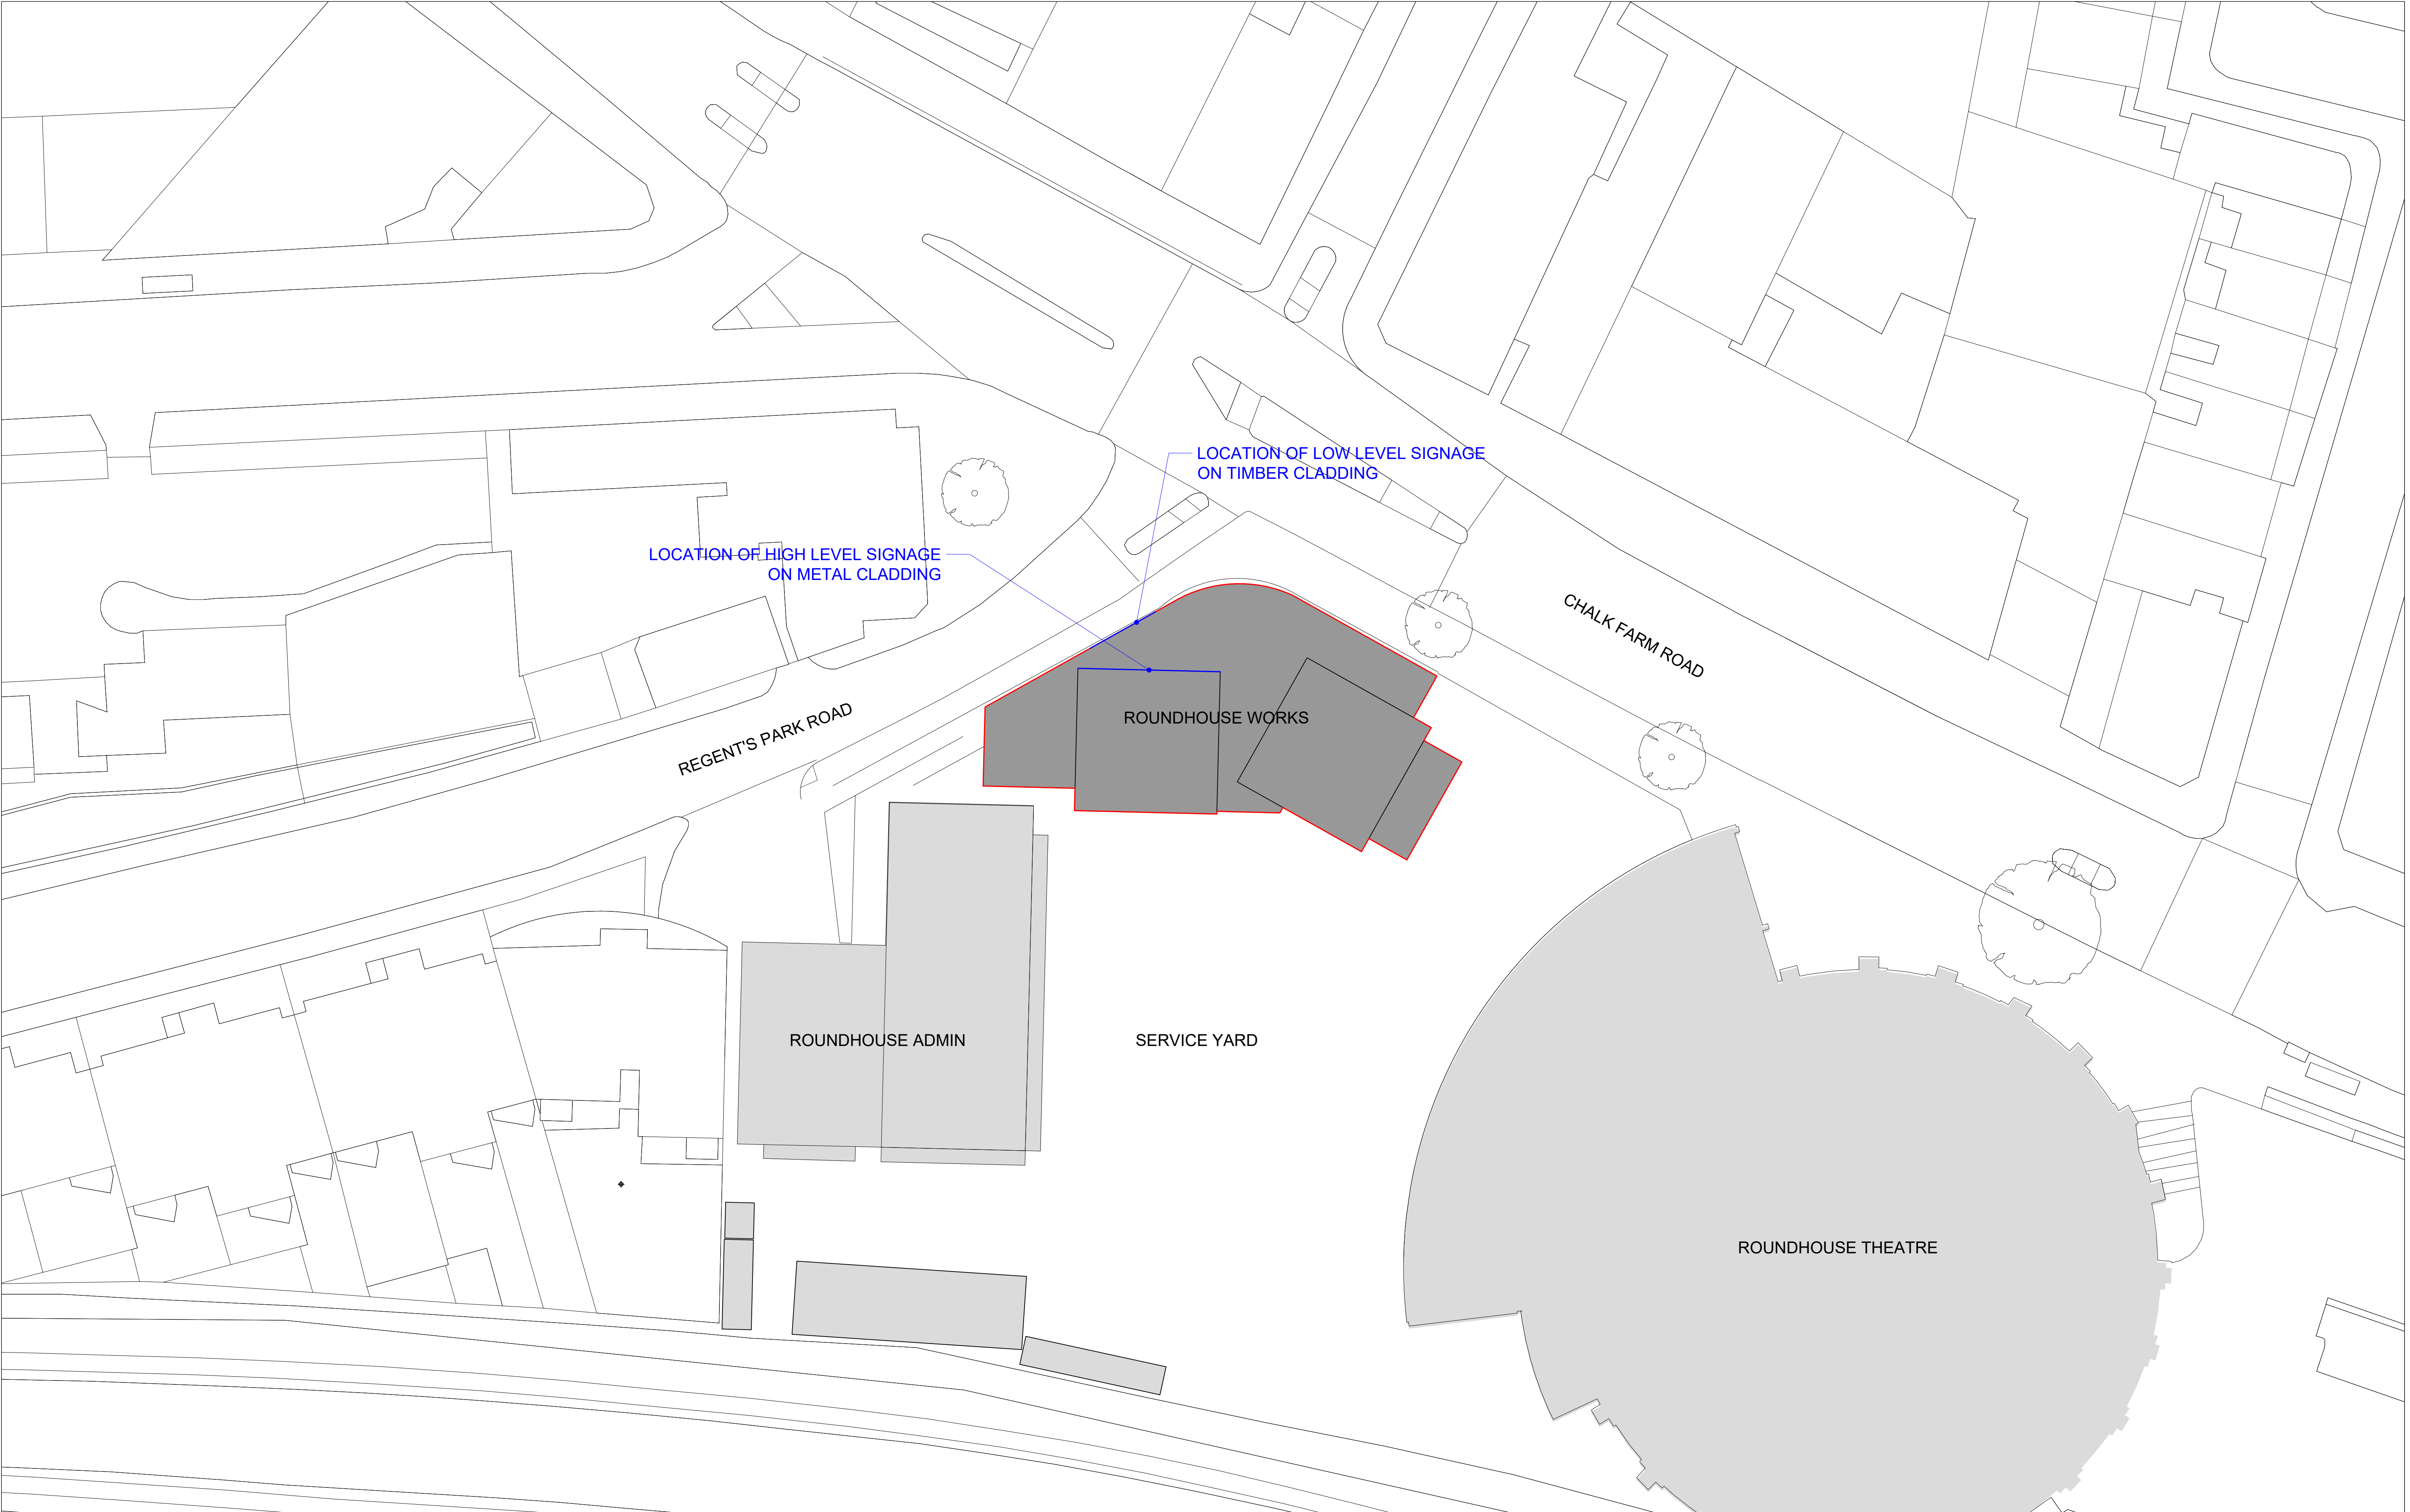 LOCATION OF LOW LEVEL SIGNAGE
ON TIMBER CLADDING
LOCATION OF HIGH LEVEL SIGNAGE
ON METAL CLADDING
CHALK FARM ROAD
ROUNDHOUSE WORKS
REGENT'S PARK ROAD
ROUNDHOUSE ADMIN
SERVICE YARD
ROUNDHOUSE THEATRE